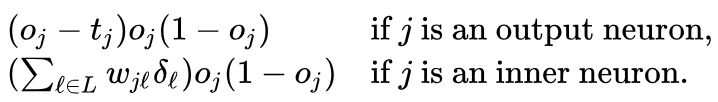 (o_j − t_j)o_j(1 − o_j) if j is an output neuron,
(∑_{ℓ∈L} w_{jℓ}δ_ℓ)o_j(1 − o_j) if j is an inner neuron.